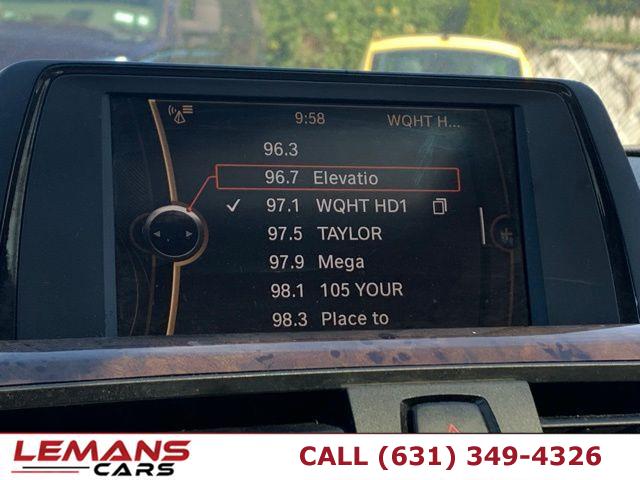 9:58 WQHT H...
96.3
96.7 Elevatio
✓ 97.1 WQHT HD1
97.5 TAYLOR
97.9 Mega
98.1 105 YOUR
98.3 Place to
LEMANS
CARS
CALL (631) 349-4326